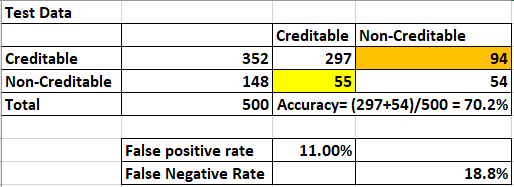 Test Data
Creditable Non-Creditable
Creditable 352 297 94
Non-Creditable 148 55 54
Total 500 Accuracy= (297+54)/500 = 70.2%
False positive rate 11.00%
False Negative Rate 18.8%